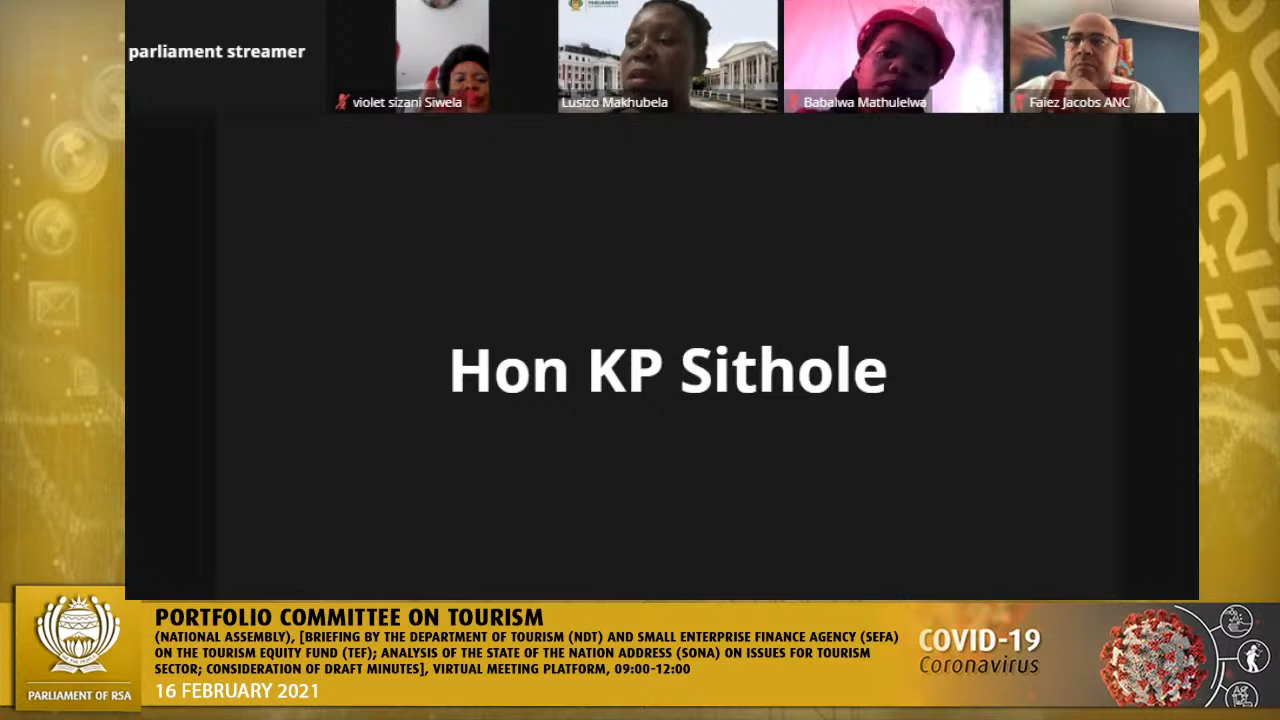 parliament streamer
violet sizani Siwela
Lusizo Makhubela
Babalwa Mathulelwa
Faiez Jacobs ANC
Hon KP Sithole
PORTFOLIO COMMITTEE ON TOURISM
(NATIONAL ASSEMBLY), [BRIEFING BY THE DEPARTMENT OF TOURISM (NDT) AND SMALL ENTERPRISE FINANCE AGENCY (SEFA)
ON THE TOURISM EQUITY FUND (TEF); ANALYSIS OF THE STATE OF THE NATION ADDRESS (SONA) ON ISSUES FOR TOURISM
SECTOR; CONSIDERATION OF DRAFT MINUTES], VIRTUAL MEETING PLATFORM, 09:00-12:00
16 FEBRUARY 2021
PARLIAMENT OF RSA
COVID-19
Coronavirus